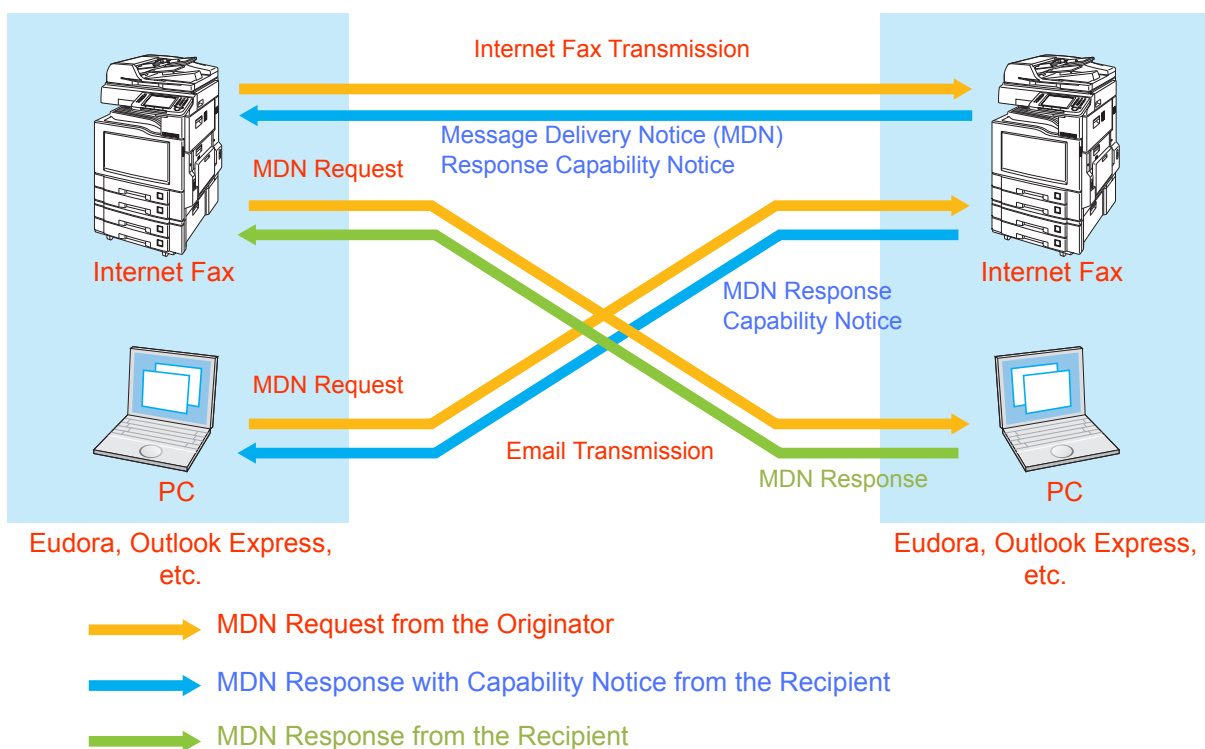 Internet Fax Transmission
Message Delivery Notice (MDN)
Response Capability Notice
MDN Request
Internet Fax
Internet Fax
MDN Response
Capability Notice
MDN Request
Email Transmission
MDN Response
PC
PC
Eudora, Outlook Express,
etc.
Eudora, Outlook Express,
etc.
MDN Request from the Originator
MDN Response with Capability Notice from the Recipient
MDN Response from the Recipient